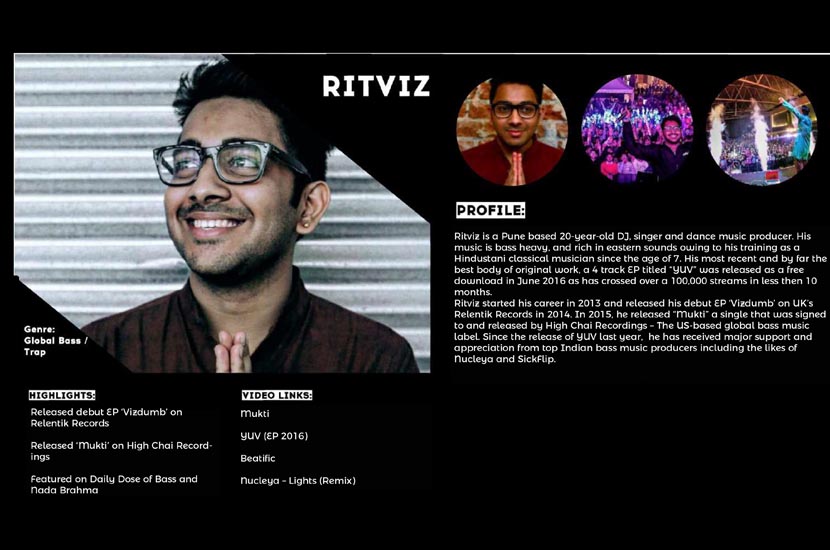 RITVIZ
Genre:
Global Bass /
Trap
HIGHLIGHTS:
Released debut EP ‘Vizdumb’ on
Relentik Records
Released ‘Mukti’ on High Chai Record-
ings
Featured on Daily Dose of Bass and
Nada Brahma
VIDEO LINKS:
Mukti
YUV (EP 2016)
Beatific
Nucleya – Lights (Remix)
PROFILE:
Ritviz is a Pune based 20-year-old DJ, singer and dance music producer. His
music is bass heavy, and rich in eastern sounds owing to his training as a
Hindustani classical musician since the age of 7. His most recent and by far the
best body of original work, a 4 track EP titled “YUV” was released as a free
download in June 2016 as has crossed over a 100,000 streams in less then 10
months.
Ritviz started his career in 2013 and released his debut EP ‘Vizdumb’ on UK’s
Relentik Records in 2014. In 2015, he released “Mukti” a single that was signed
to and released by High Chai Recordings – The US-based global bass music
label. Since the release of YUV last year, he has received major support and
appreciation from top Indian bass music producers including the likes of
Nucleya and SickFlip.